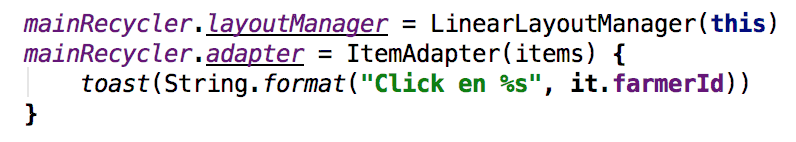 mainRecycler.layoutManager = LinearLayoutManager(this)
mainRecycler.adapter = ItemAdapter(items) {
    toast(String.format("Click en %s", it.farmerId))
}